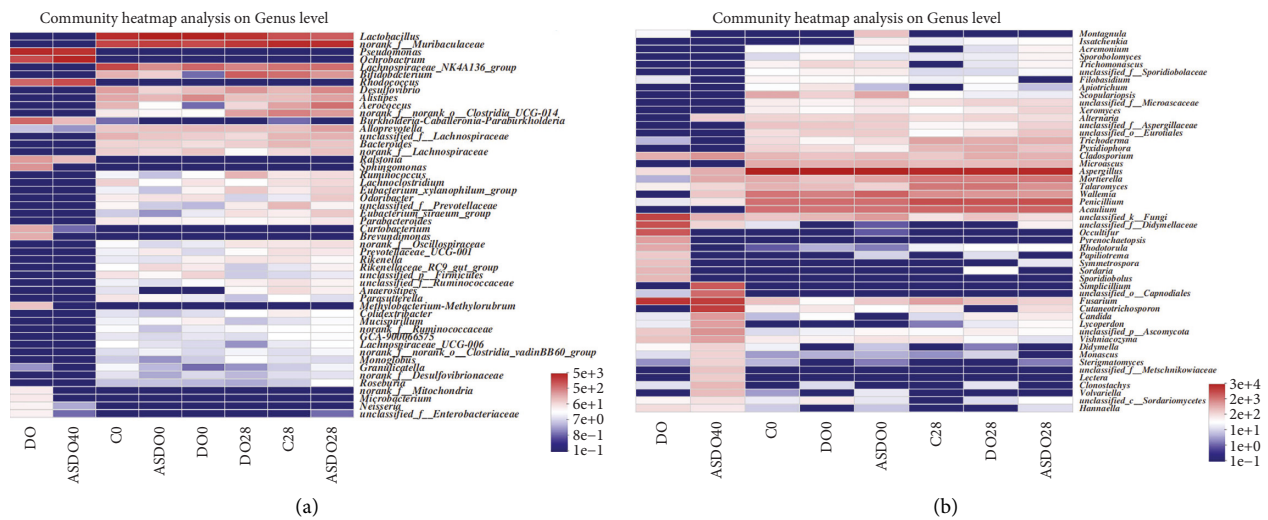 Community heatmap analysis on Genus level
Lactobacillus
norank_f__Muribaculaceae
Pseudomonas
Ochrobactrum
Lachnospiraceae_NK4A136_group
Bifidobacterium
Rhodococcus
Desulfovibrio
Alistipes
Aerococcus
norank_f_norank_o__Clostridia_UCG-014
Burkholderia-Caballeronia-Paraburkholderia
Alloprevotella
unclassified_f__Lachnospiraceae
Bacteroides
norank_f__Lachnospiraceae
Ralstonia
Sphingomonas
Ruminococcus
Lachnoclostridium
Eubacterium_xylanophilum_group
Odoribacter
unclassified_f__Prevotellaceae
Eubacterium_siraeum_group
Parabacteroides
Curtobacterium
Brevundimonas
norank_f__Oscillospiraceae
Prevotellaceae_UCG-001
Rikenella
Rikenellaceae_RC9_gut_group
unclassified_p__Firmicutes
unclassified_f__Ruminococcaceae
Anaerostipes
Parasutterella
Methylobacterium-Methylorubrum
Colidextribacter
Mucispirillum
norank_f__Ruminococcaceae
GCA-900066575
Lachnospiraceae_UCG-006
norank_f__norank_o__Clostridia_vadinBB60_group
Monoglobus
Granulicatella
norank_f__Desulfovibrionaceae
Roseburia
norank_f__Mitochondria
Microbacterium
Neisseria
unclassified_f__Enterobacteriaceae
5e+3
5e+2
6e+1
7e+0
8e−1
1e−1
DO
ASDO40
C0
ASDO0
DO0
DO28
C28
ASDO28
(a)
Community heatmap analysis on Genus level
Montagnula
Issatchenkia
Acremonium
Sporobolomyces
Trichomonascus
unclassified_f__Sporidiobolaceae
Filobasidium
Apiotrichum
Scopulariopsis
unclassified_f__Microascaceae
Xeromyces
Alternaria
unclassified_f__Aspergillaceae
unclassified_o__Eurotiales
Trichoderma
Pyxidiophora
Cladosporium
Microascus
Aspergillus
Mortierella
Talaromyces
Wallemia
Penicillium
Acaulium
unclassified_k__Fungi
unclassified_f__Didymellaceae
Occultifur
Pyrenochaetopsis
Rhodotorula
Papiliotrema
Symmetrospora
Sordaria
Sporidiobolus
Simplicillium
unclassified_o__Capnodiales
Fusarium
Cutaneotrichosporon
Candida
Lycoperdon
unclassified_p__Ascomycota
Vishniacozyma
Didymella
Monascus
Sterigmatomyces
unclassified_f__Metschnikowiaceae
Lectera
Clonostachys
Volvariella
unclassified_c__Sordariomycetes
Hannaella
3e+4
2e+3
2e+2
1e+1
1e+0
1e−1
DO
ASDO40
C0
DO0
ASDO0
C28
DO28
ASDO28
(b)